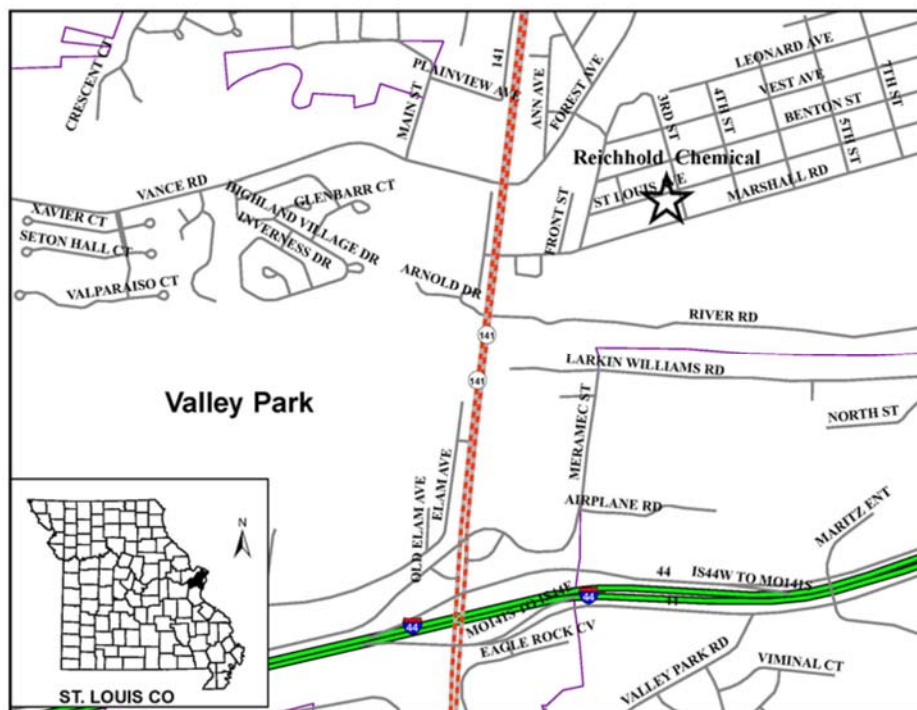 CRESCENT CT
PLAINVIEW AVE
MAIN ST
141
ANN AVE
FOREST AVE
LEONARD AVE
VEST AVE
BENTON ST
3RD ST
4TH ST
5TH ST
7TH ST
Reichhold Chemical
ST LOUIS AVE
MARSHALL RD
FRONT ST
VANCE RD
XAVIER CT
SETON HALL CT
VALPARAISO CT
HIGHLAND VILLAGE DR
GLENBARR CT
INVERNESS DR
ARNOLD DR
RIVER RD
141
141
LARKIN WILLIAMS RD
NORTH ST
Valley Park
MERAMEC ST
OLD ELAM AVE
ELAM AVE
AIRPLANE RD
MARITZ ENT
44
IS44W TO MO141S
44
44
MO141S TO IS44E
EAGLE ROCK CV
VALLEY PARK RD
VIMINAL CT
N
ST. LOUIS CO